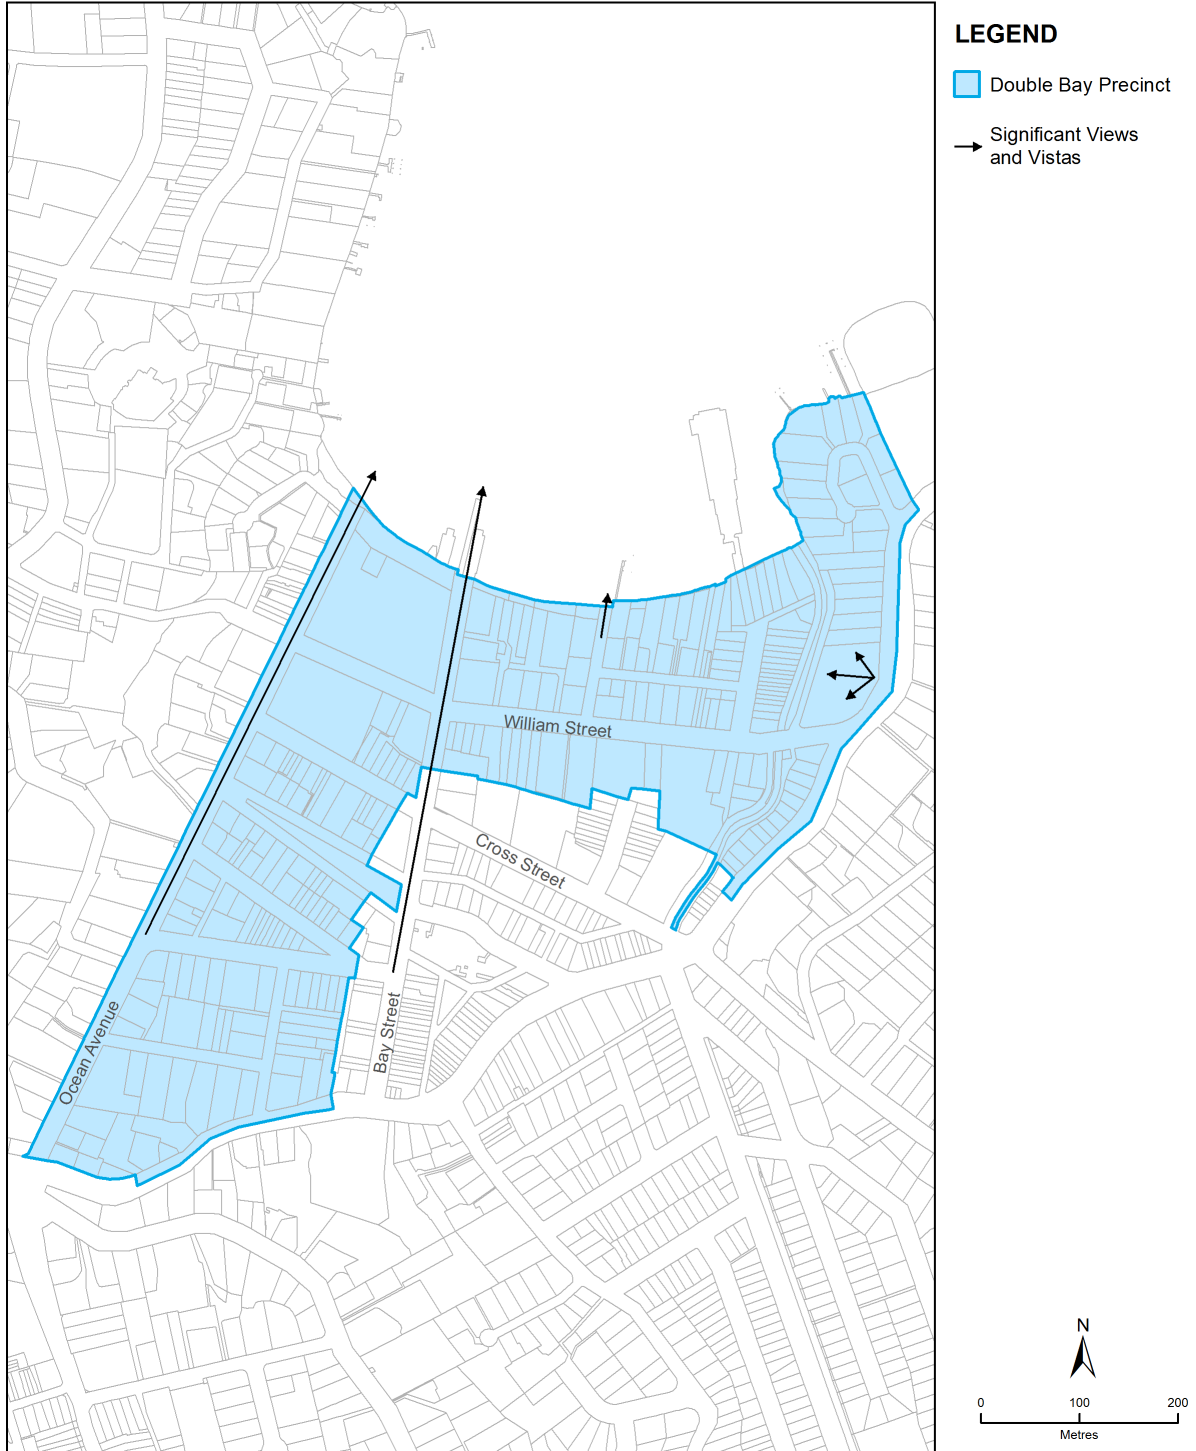 LEGEND
Double Bay Precinct
Significant Views
and Vistas
William Street
Cross Street
Bay Street
Ocean Avenue
N
0 100 200
Metres